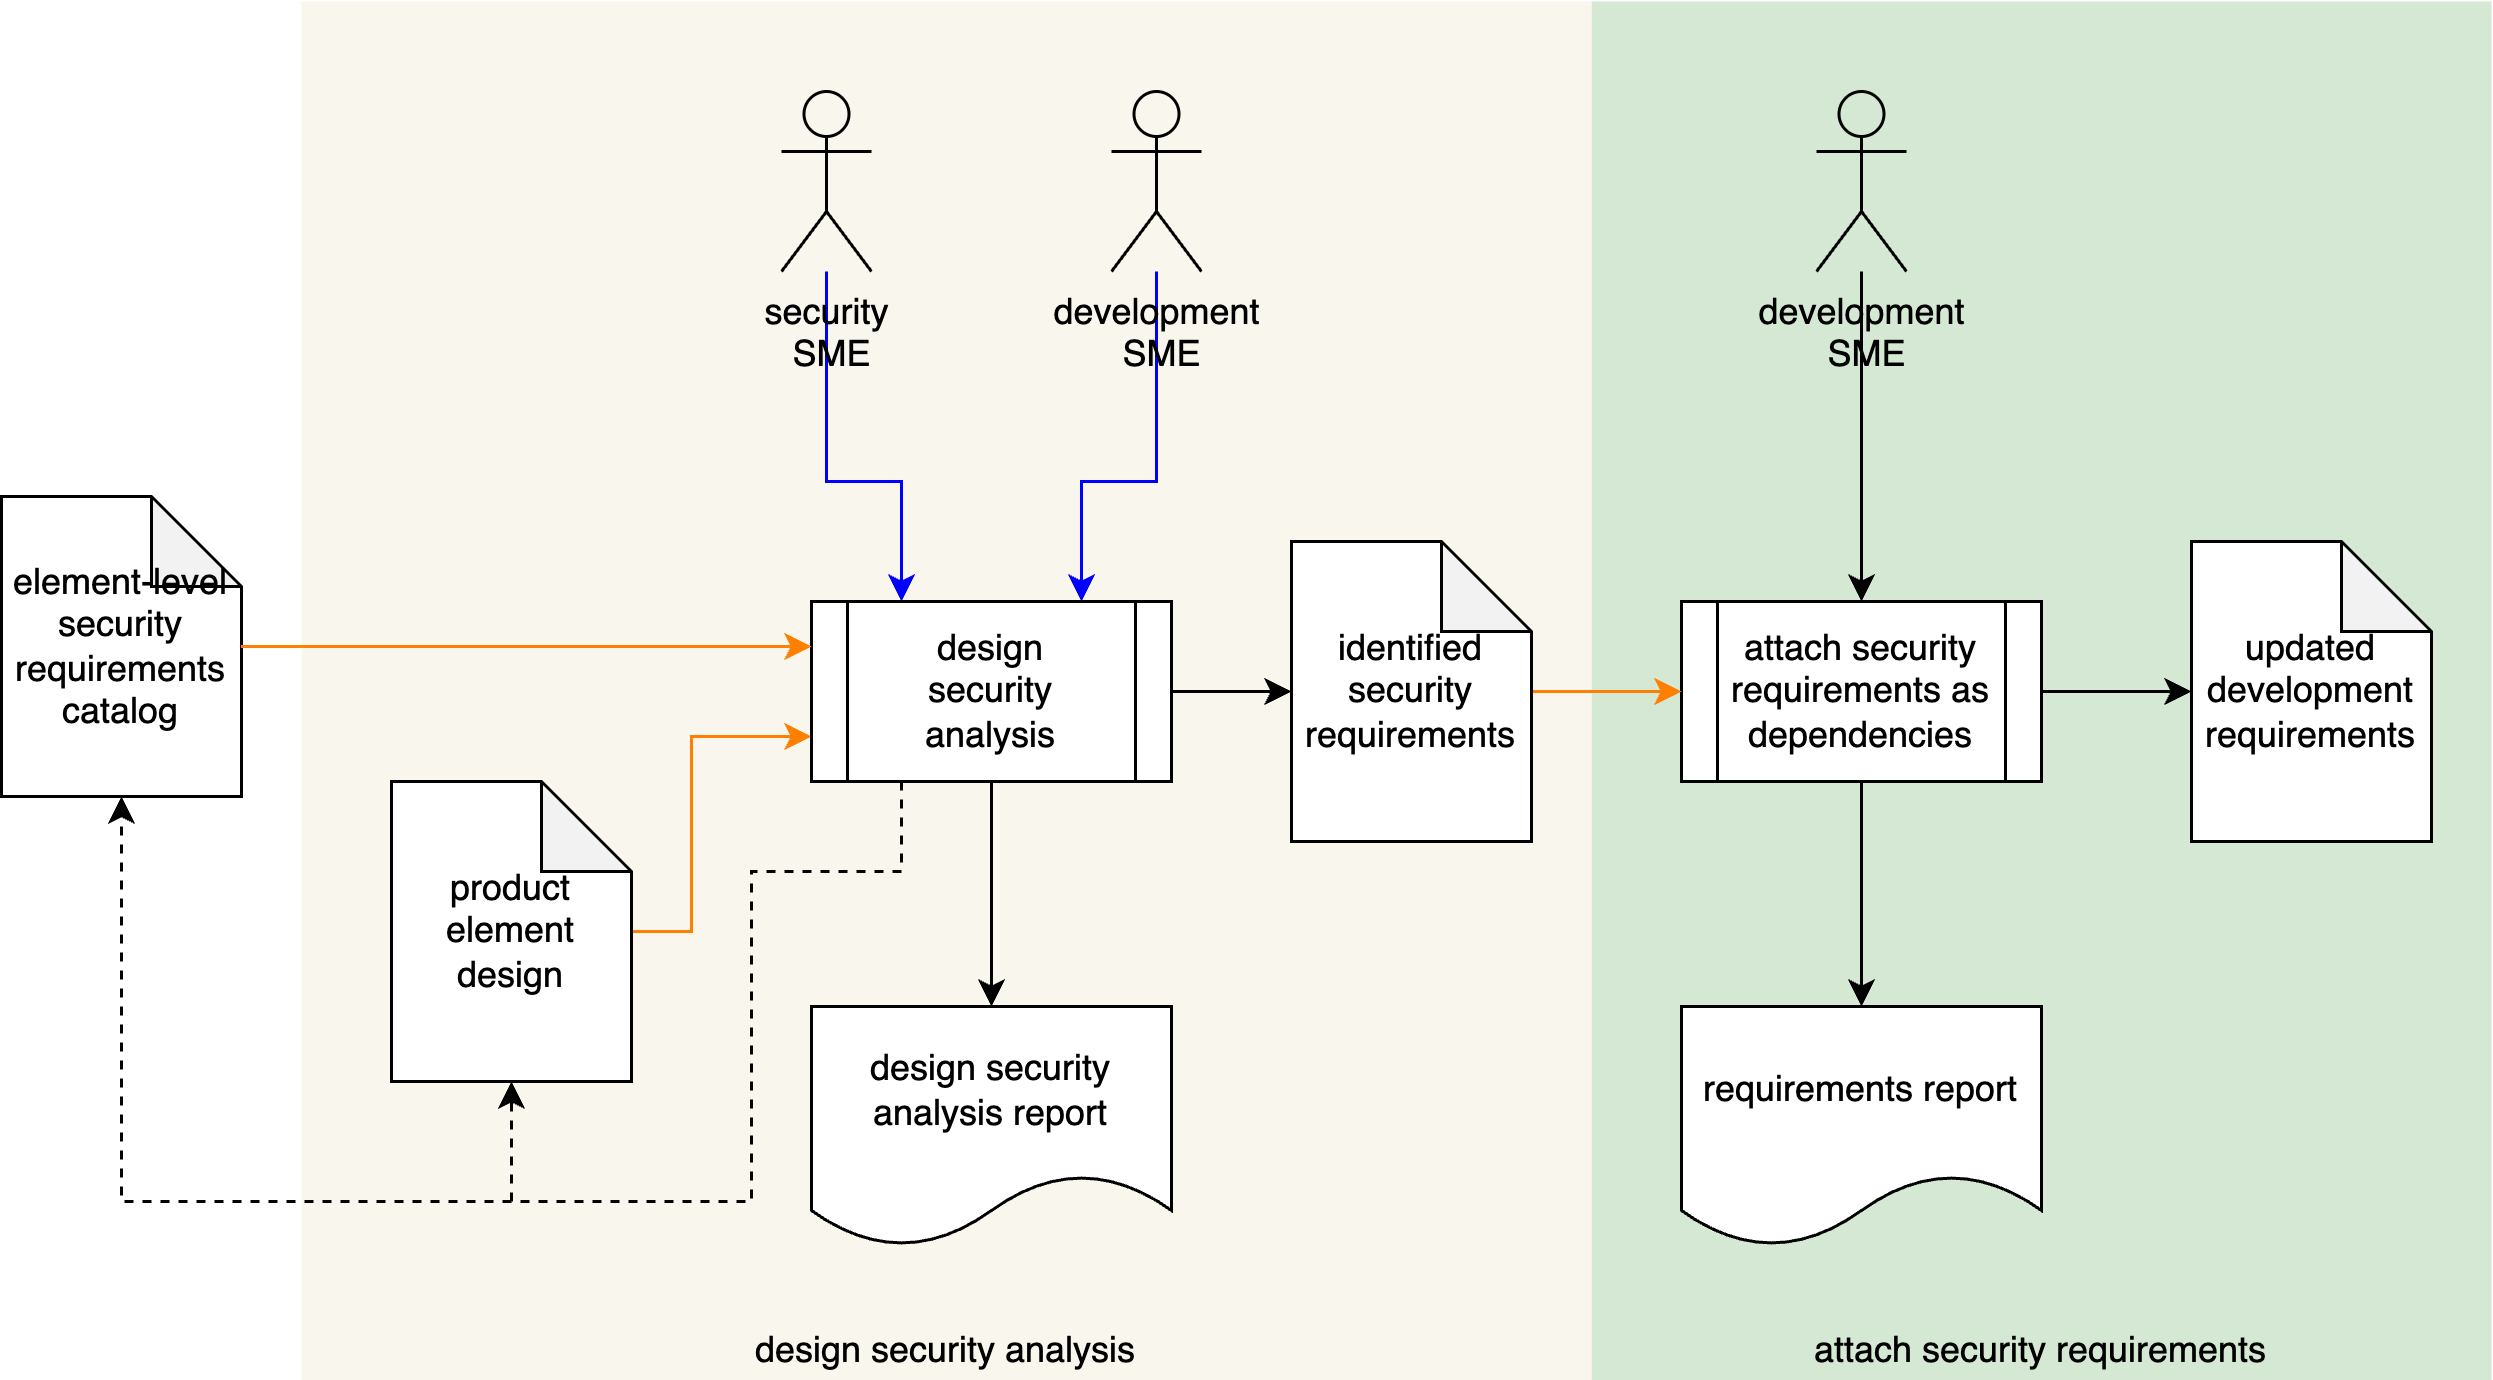 security
SME
development
SME
development
SME
element-level
security
requirements
catalog
design
security
analysis
identified
security
requirements
attach security
requirements as
dependencies
updated
development
requirements
product
element
design
design security
analysis report
requirements report
design security analysis
attach security requirements